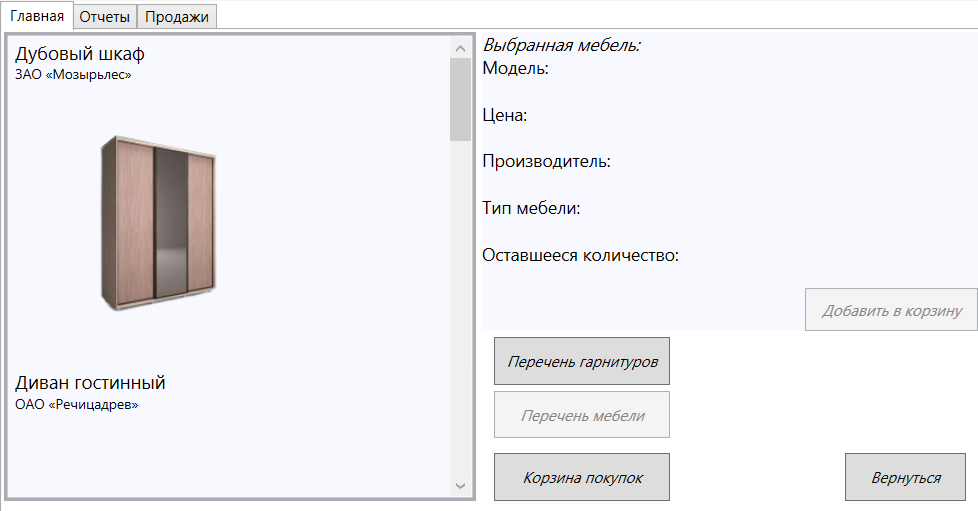 Главная Отчеты Продажи
Дубовый шкаф
ЗАО «Мозырьлес»
Диван гостинный
ОАО «Речицадрев»
Выбранная мебель:
Модель:
Цена:
Производитель:
Тип мебели:
Оставшееся количество:
Добавить в корзину
Перечень гарнитуров
Перечень мебели
Корзина покупок
Вернуться